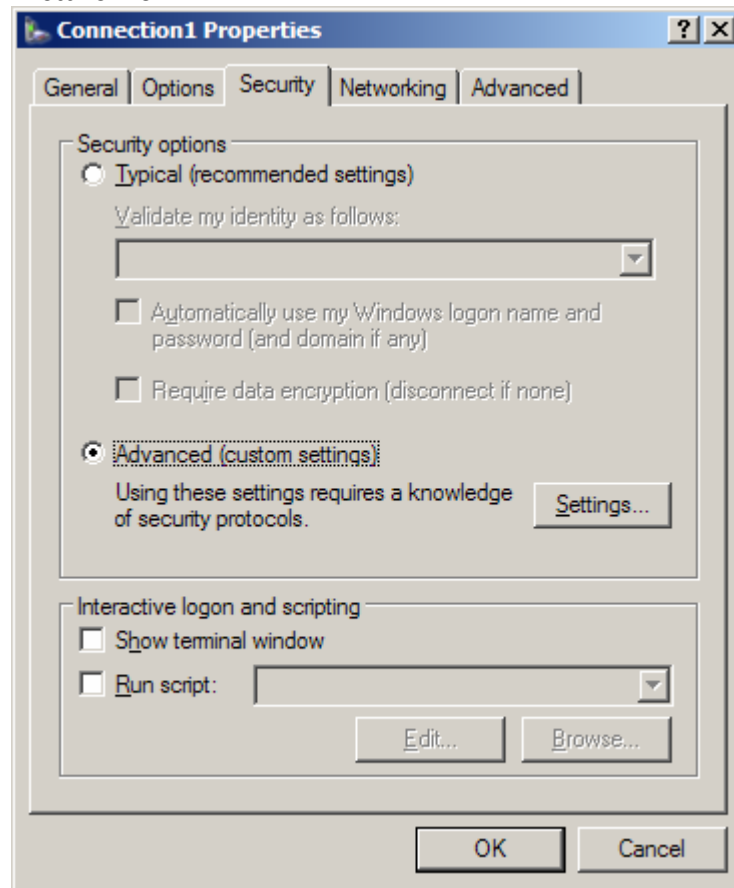 Connection1 Properties
General Options Security Networking Advanced
Security options
Typical (recommended settings)
Validate my identity as follows:
Automatically use my Windows logon name and
password (and domain if any)
Require data encryption (disconnect if none)
Advanced (custom settings)
Using these settings requires a knowledge
of security protocols.
Settings...
Interactive logon and scripting
Show terminal window
Run script:
Edit... Browse...
OK Cancel